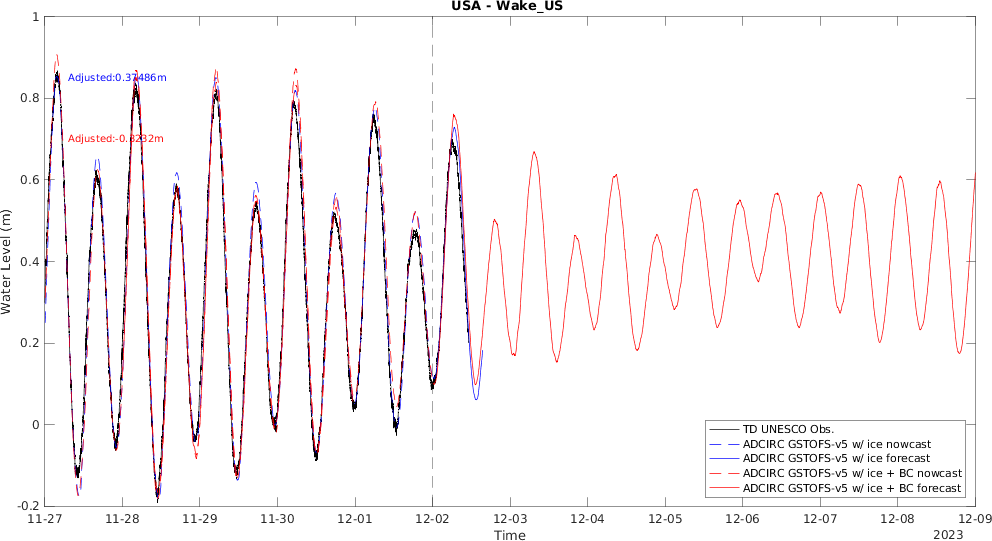 USA - Wake_US
Water Level (m)
1
0.8
0.6
0.4
0.2
0
-0.2
Adjusted:0.37486m
Adjusted:-0.3232m
TD UNESCO Obs.
ADCIRC GSTOFS-v5 w/ ice nowcast
ADCIRC GSTOFS-v5 w/ ice forecast
ADCIRC GSTOFS-v5 w/ ice + BC nowcast
ADCIRC GSTOFS-v5 w/ ice + BC forecast
11-27 11-28 11-29 11-30 12-01 12-02 12-03 12-04 12-05 12-06 12-07 12-08 12-09
Time
2023